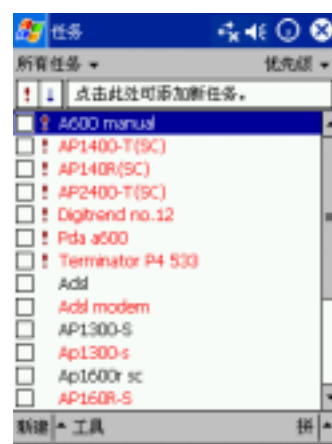 任务
所有任务 优先级
! ↓ 点击此处可添加新任务。
! A600 manual
! AP1400-T(SC)
! AP140R(SC)
! AP2400-T(SC)
! Digitrend no.12
! Pda a600
! Terminator P4 533
Adsl
Adsl modem
AP1300-S
Ap1300-s
Ap1600r sc
AP160R-S
新建 工具 拼